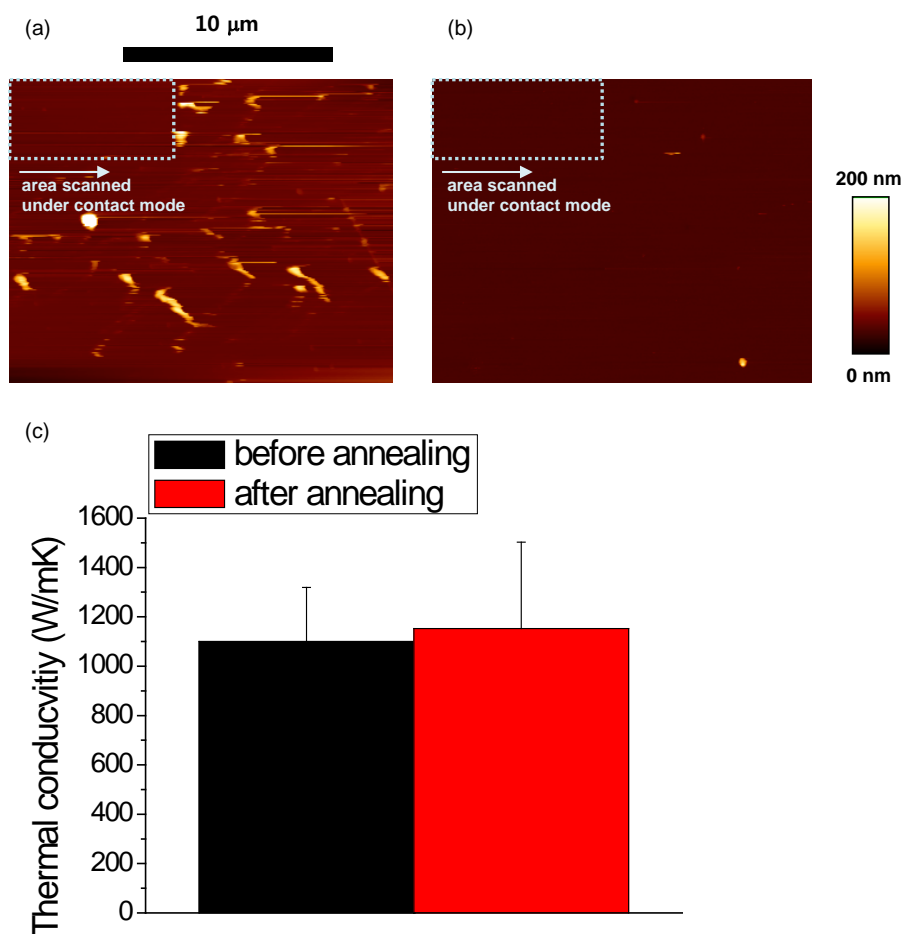 (a)
10 μm
(b)
area scanned
under contact mode
area scanned
under contact mode
200 nm
0 nm
(c)
before annealing
after annealing
Thermal conducvitiy (W/mK)
1600
1400
1200
1000
800
600
400
200
0